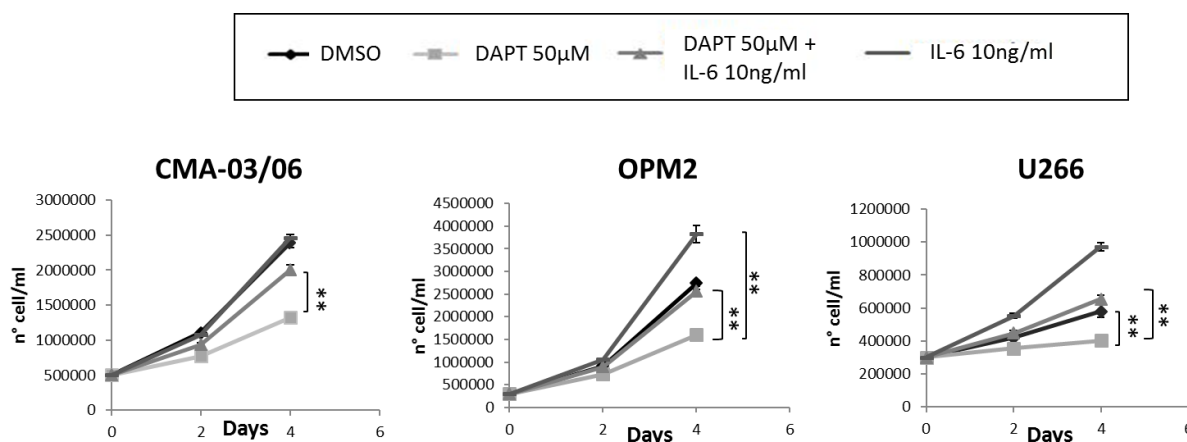 DMSO
DAPT 50µM
DAPT 50µM +
IL-6 10ng/ml
IL-6 10ng/ml
CMA-03/06
OPM2
U266
n° cell/ml
3000000
2500000
2000000
1500000
1000000
500000
0
0
2
4
6
Days
**
n° cell/ml
4500000
4000000
3500000
3000000
2500000
2000000
1500000
1000000
500000
0
0
2
4
6
Days
**
**
n° cell/ml
1200000
1000000
800000
600000
400000
200000
0
0
2
4
6
Days
**
**